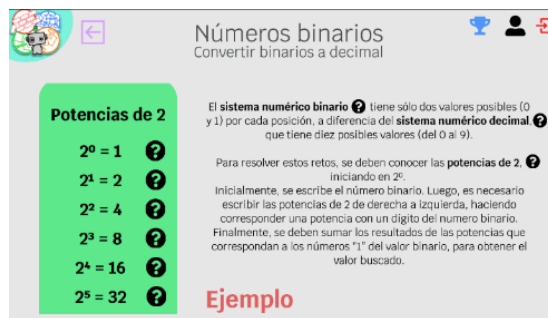 Números binarios
Convertir binarios a decimal
Potencias de 2
2⁰ = 1
2¹ = 2
2² = 4
2³ = 8
2⁴ = 16
2⁵ = 32
El sistema numérico binario ? tiene sólo dos valores posibles (0
y 1) por cada posición, a diferencia del sistema numérico decimal, ?
que tiene diez posibles valores (del 0 al 9).
Para resolver estos retos, se deben conocer las potencias de 2, ?
iniciando en 2⁰.
Inicialmente, se escribe el número binario. Luego, es necesario
escribir las potencias de 2 de derecha a izquierda, haciendo
corresponder una potencia con un dígito del numero binario.
Finalmente, se deben sumar los resultados de las potencias que
correspondan a los números "1" del valor binario, para obtener el
valor buscado.
Ejemplo